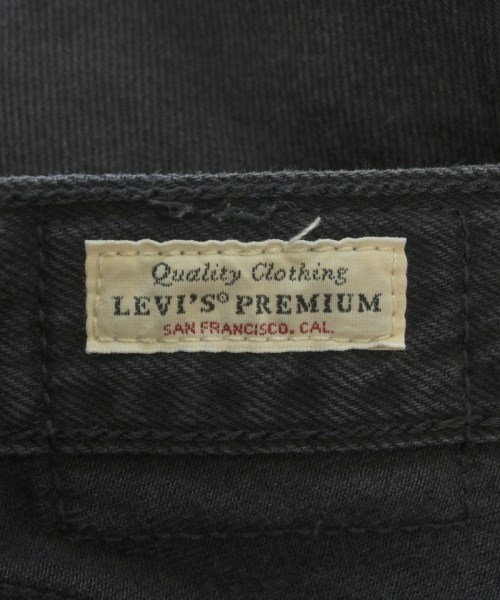 Quality Clothing
LEVI'S® PREMIUM
SAN FRANCISCO. CAL.